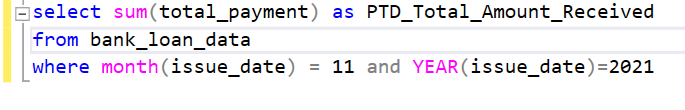 select sum(total_payment) as PTD_Total_Amount_Received
from bank_loan_data
where month(issue_date) = 11 and YEAR(issue_date)=2021